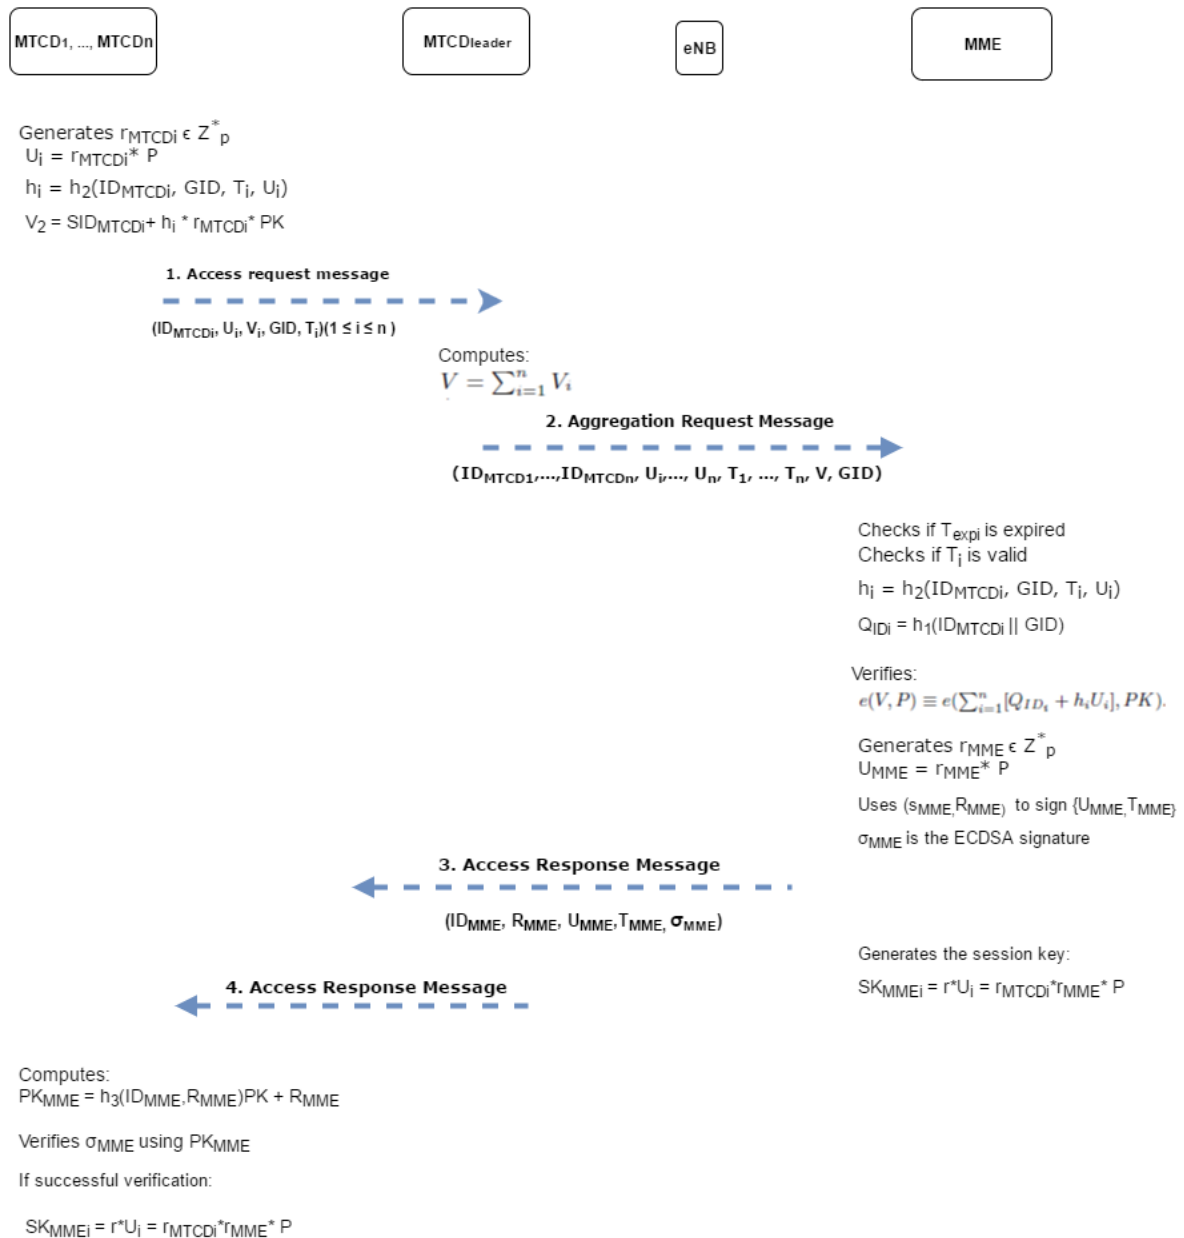 MTCD1, ..., MTCDn
MTCDleader
eNB
MME
Generates rMTCDi ϵ Z*p
Ui = rMTCDi* P
hi = h2(IDMTCDi, GID, Ti, Ui)
V2 = SIDMTCDi+ hi * rMTCDi* PK
1. Access request message
(IDMTCDi, Ui, Vi, GID, Ti)(1 ≤ i ≤ n )
Computes:
V = ∑ni=1 Vi
2. Aggregation Request Message
(IDMTCD1,...,IDMTCDn, Ui,..., Un, T1, ..., Tn, V, GID)
Checks if Texpi is expired
Checks if Ti is valid
hi = h2(IDMTCDi, GID, Ti, Ui)
QIDi = h1(IDMTCDi || GID)
Verifies:
e(V, P) ≡ e(∑ni=1[QIDi + hiUi], PK).
Generates rMME ϵ Z*p
UMME = rMME* P
Uses (sMME,RMME) to sign {UMME,TMME}
σMME is the ECDSA signature
3. Access Response Message
(IDMME, RMME, UMME,TMME, σMME)
Generates the session key:
SKMMEi = r*Ui = rMTCDi*rMME* P
4. Access Response Message
Computes:
PKMME = h3(IDMME,RMME)PK + RMME
Verifies σMME using PKMME
If successful verification:
SKMMEi = r*Ui = rMTCDi*rMME* P